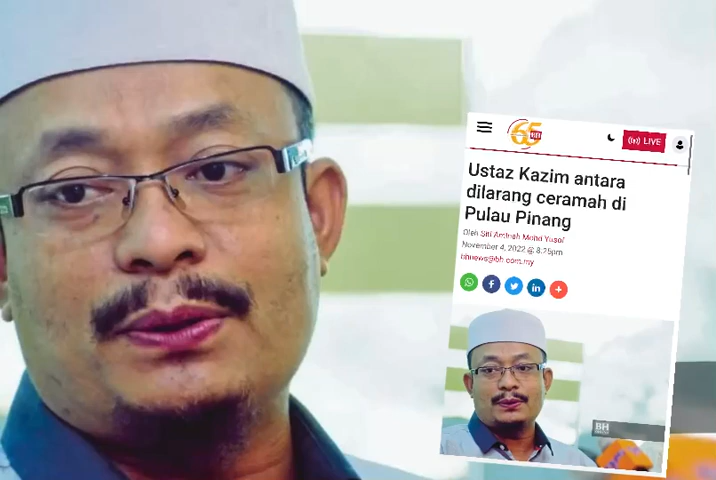 65
LIVE
Ustaz Kazim antara
dilarang ceramah di
Pulau Pinang
Oleh Siti Aminah Mohd Yusof
November 4, 2022 @ 8:25pm
bhnews@bh.com.my
BH